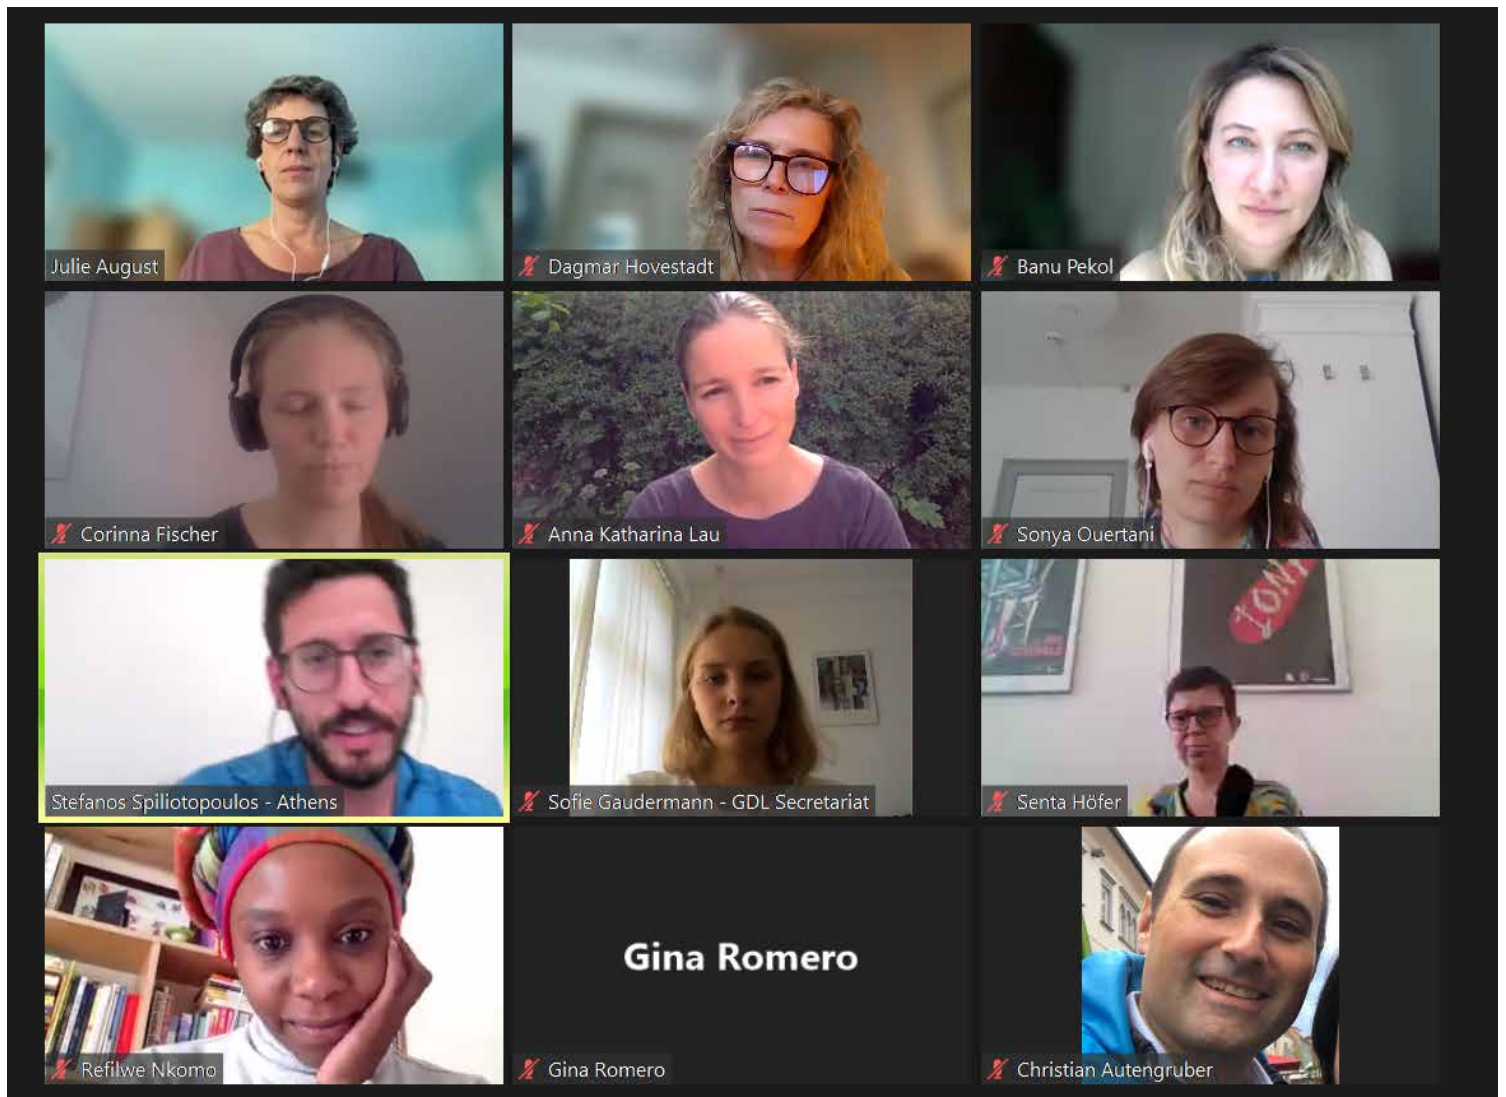 Julie August
Dagmar Hovestadt
Banu Pekol
Corinna Fischer
Anna Katharina Lau
Sonya Ouertani
Stefanos Spiliotopoulos - Athens
Sofie Gaudermann - GDL Secretariat
Senta Höfer
Refilwe Nkomo
Gina Romero
Gina Romero
Christian Autengruber